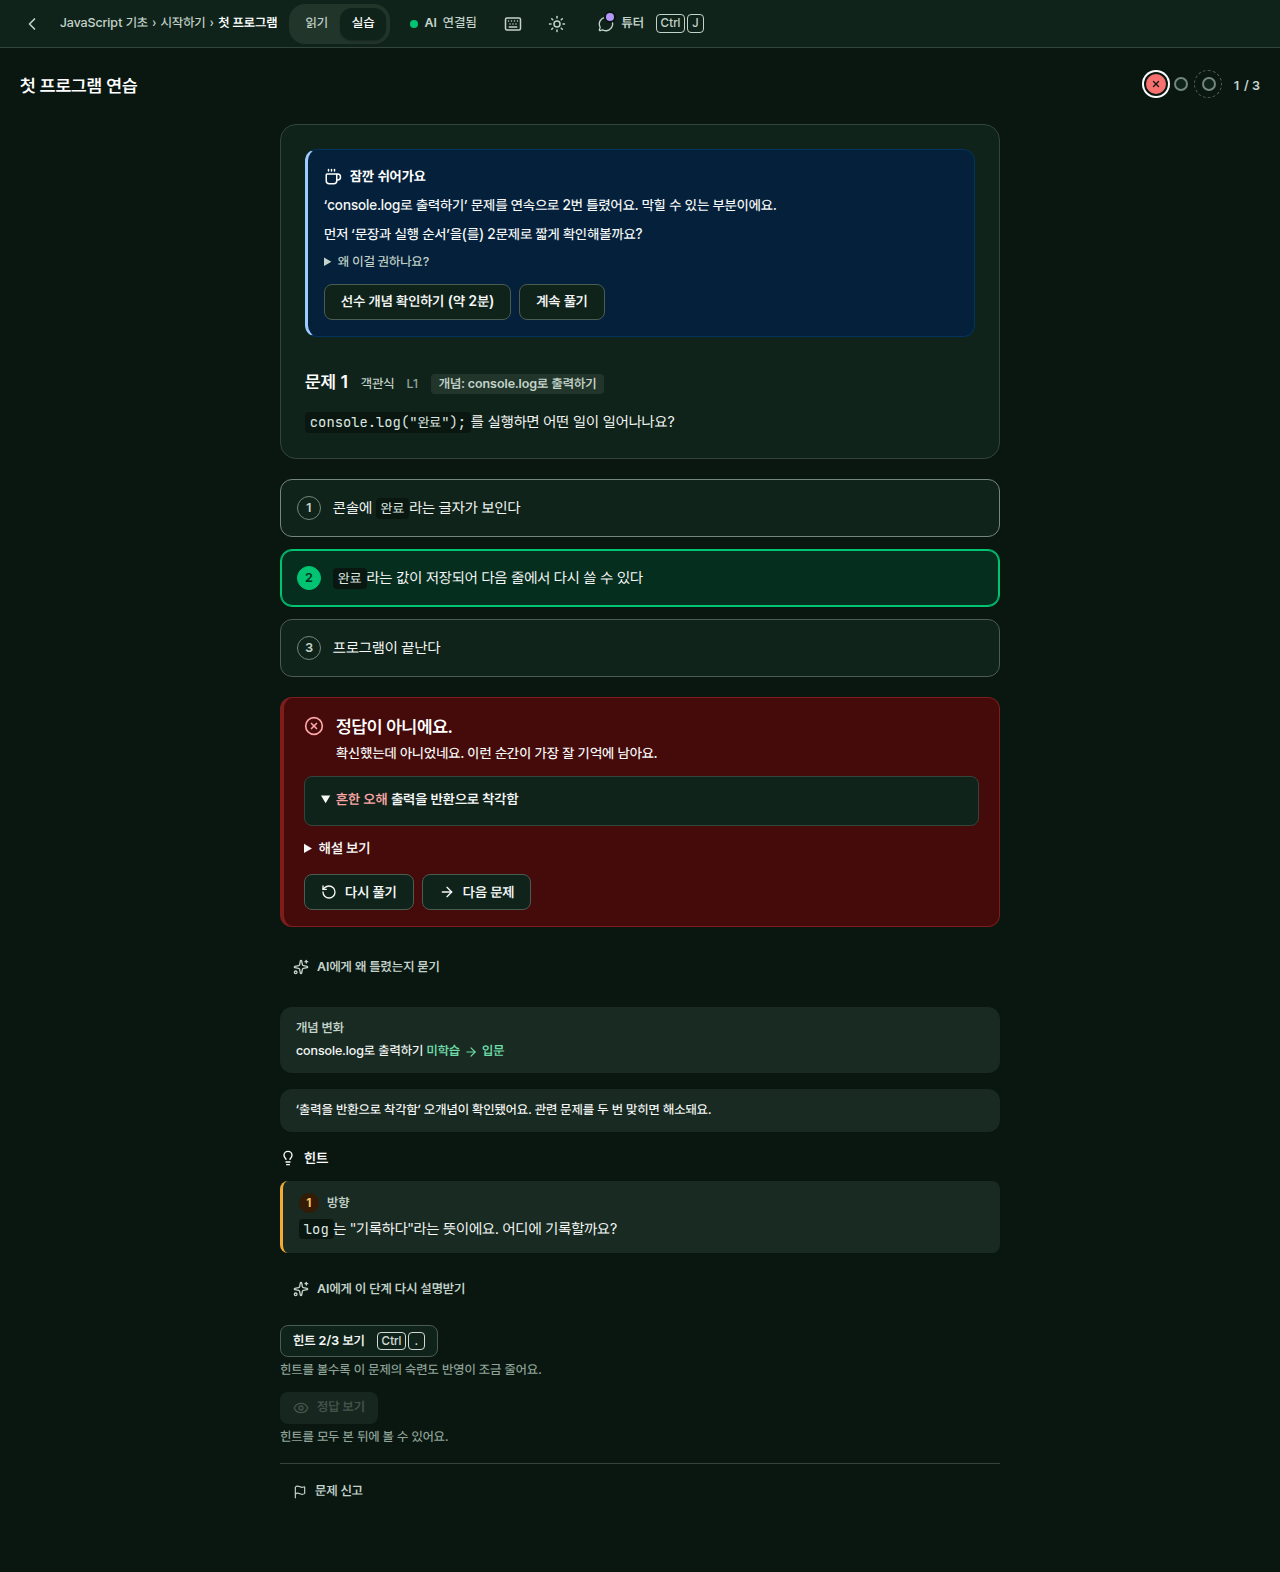 JavaScript 기초 › 시작하기 › 첫 프로그램 읽기 실습 AI 연결됨 튜터 Ctrl J
첫 프로그램 연습
1 / 3
잠깐 쉬어가요
‘console.log로 출력하기’ 문제를 연속으로 2번 틀렸어요. 막힐 수 있는 부분이에요.
먼저 ‘문장과 실행 순서’을(를) 2문제로 짧게 확인해볼까요?
왜 이걸 권하나요?
선수 개념 확인하기 (약 2분) 계속 풀기
문제 1 객관식 L1 개념: console.log로 출력하기
console.log("완료"); 를 실행하면 어떤 일이 일어나나요?
1 콘솔에 완료 라는 글자가 보인다
2 완료 라는 값이 저장되어 다음 줄에서 다시 쓸 수 있다
3 프로그램이 끝난다
정답이 아니에요.
확신했는데 아니었네요. 이런 순간이 가장 잘 기억에 남아요.
흔한 오해 출력을 반환으로 착각함
해설 보기
다시 풀기 다음 문제
AI에게 왜 틀렸는지 묻기
개념 변화
console.log로 출력하기 미학습 → 입문
‘출력을 반환으로 착각함’ 오개념이 확인됐어요. 관련 문제를 두 번 맞히면 해소돼요.
힌트
1 방향
log 는 "기록하다"라는 뜻이에요. 어디에 기록할까요?
AI에게 이 단계 다시 설명받기
힌트 2/3 보기 Ctrl .
힌트를 볼수록 이 문제의 숙련도 반영이 조금 줄어요.
정답 보기
힌트를 모두 본 뒤에 볼 수 있어요.
문제 신고